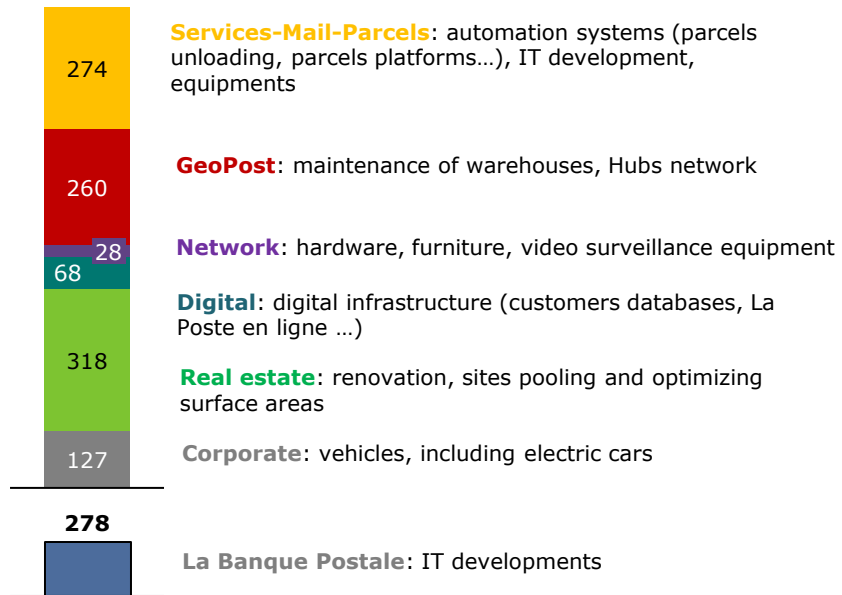 274
Services-Mail-Parcels: automation systems (parcels
unloading, parcels platforms…), IT development,
equipments
260
GeoPost: maintenance of warehouses, Hubs network
28
Network: hardware, furniture, video surveillance equipment
68
Digital: digital infrastructure (customers databases, La
Poste en ligne …)
318
Real estate: renovation, sites pooling and optimizing
surface areas
127
Corporate: vehicles, including electric cars
278
La Banque Postale: IT developments